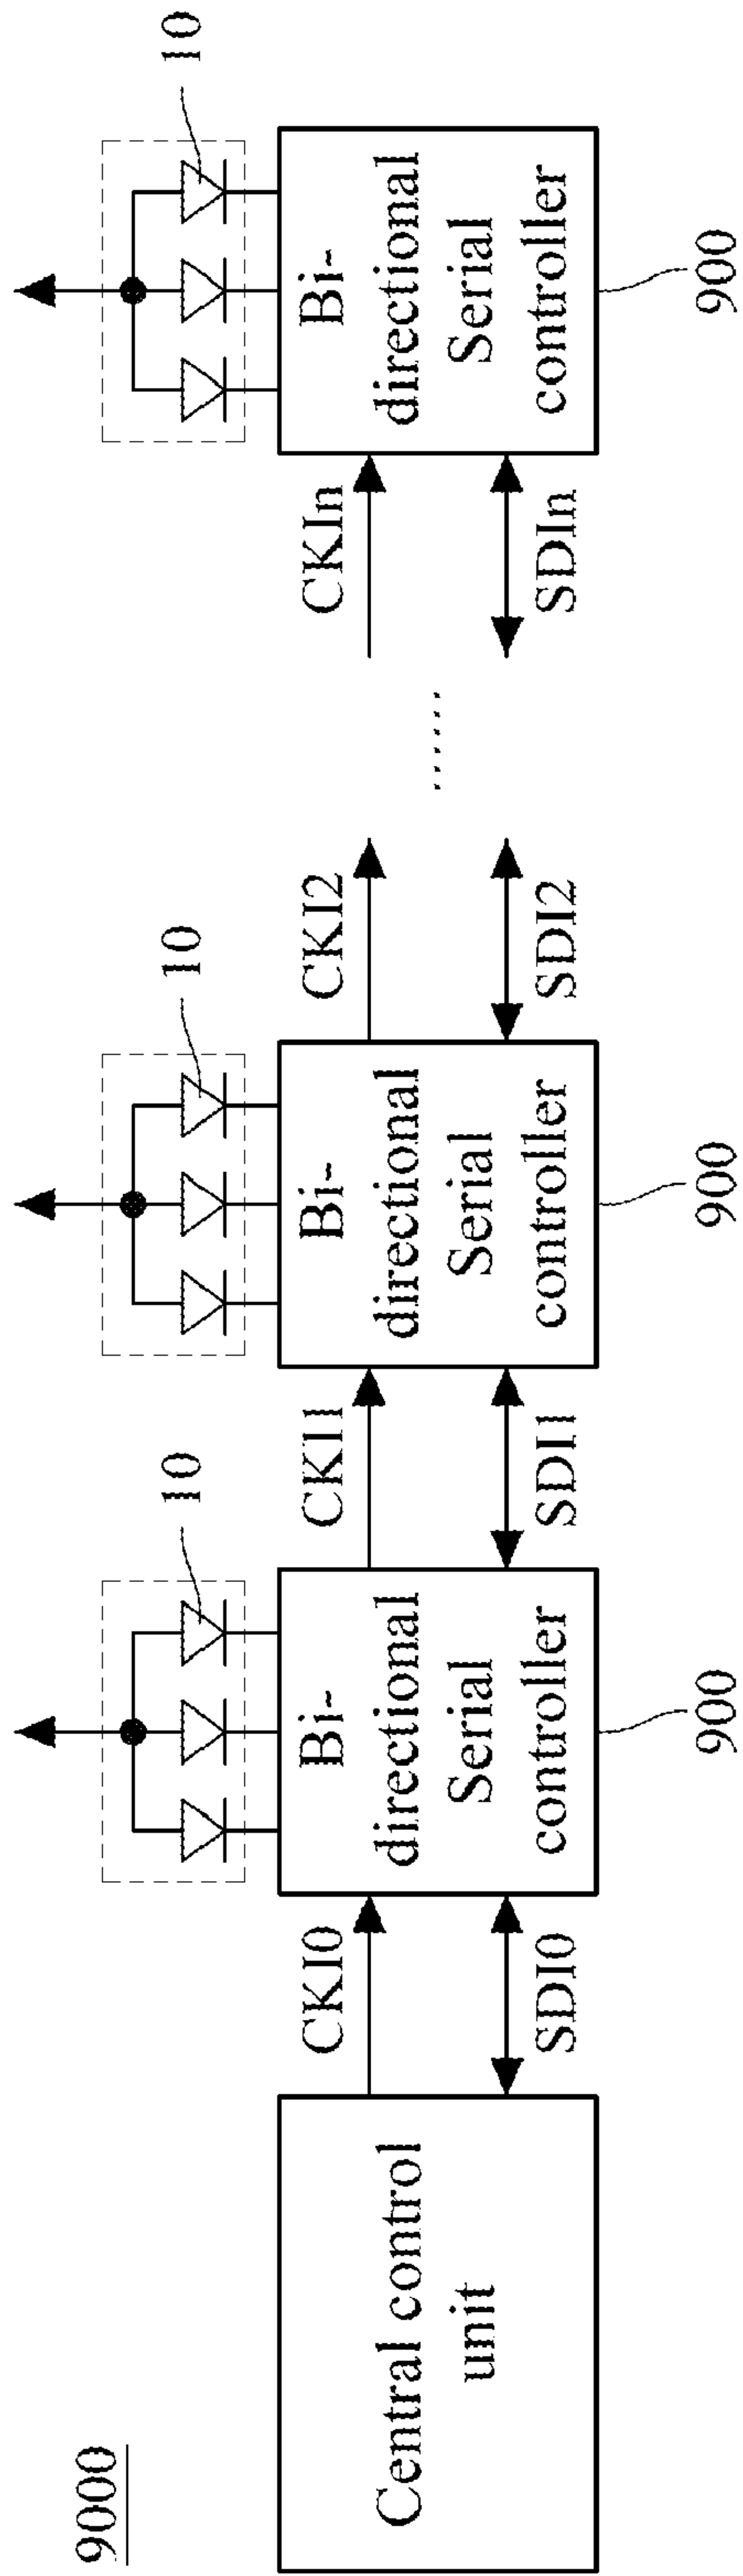 9000
10
10
10
Central control
unit
CKI0
SDI0
Bi-
directional
Serial
controller
900
CKI1
SDI1
Bi-
directional
Serial
controller
900
CKI2
SDI2
.......
CKIn
SDIn
Bi-
directional
Serial
controller
900